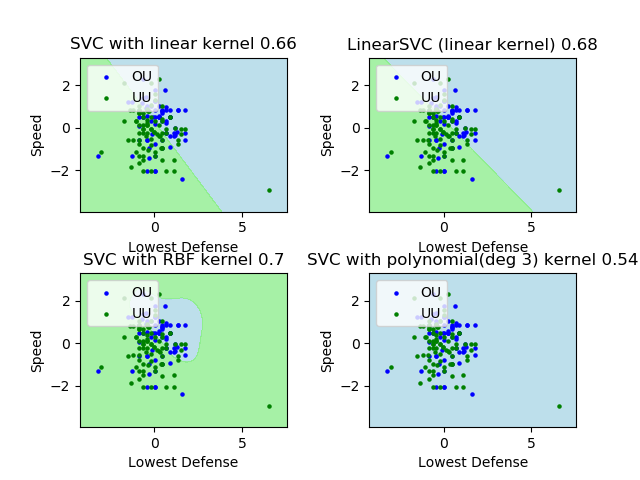 SVC with linear kernel 0.66
OU
UU
2
0
−2
Speed
0
5
Lowest Defense
LinearSVC (linear kernel) 0.68
OU
UU
2
0
−2
Speed
0
5
Lowest Defense
SVC with RBF kernel 0.7
OU
UU
2
0
−2
Speed
0
5
Lowest Defense
SVC with polynomial(deg 3) kernel 0.54
OU
UU
2
0
−2
Speed
0
5
Lowest Defense